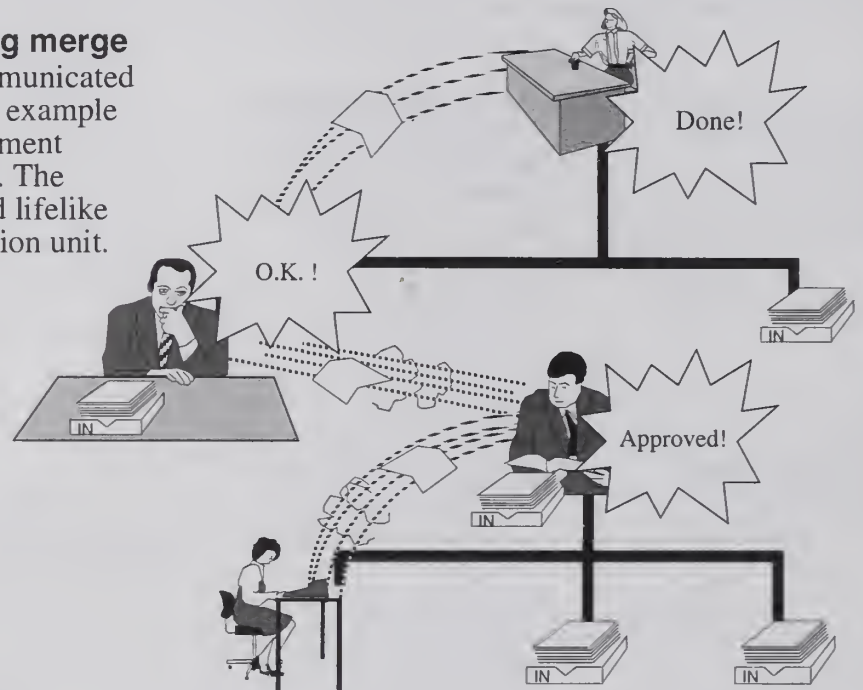 g merge
municated
example
ment
. The
d lifelike
ion unit.
Done!
O.K. !
IN
IN
Approved!
IN
IN
IN